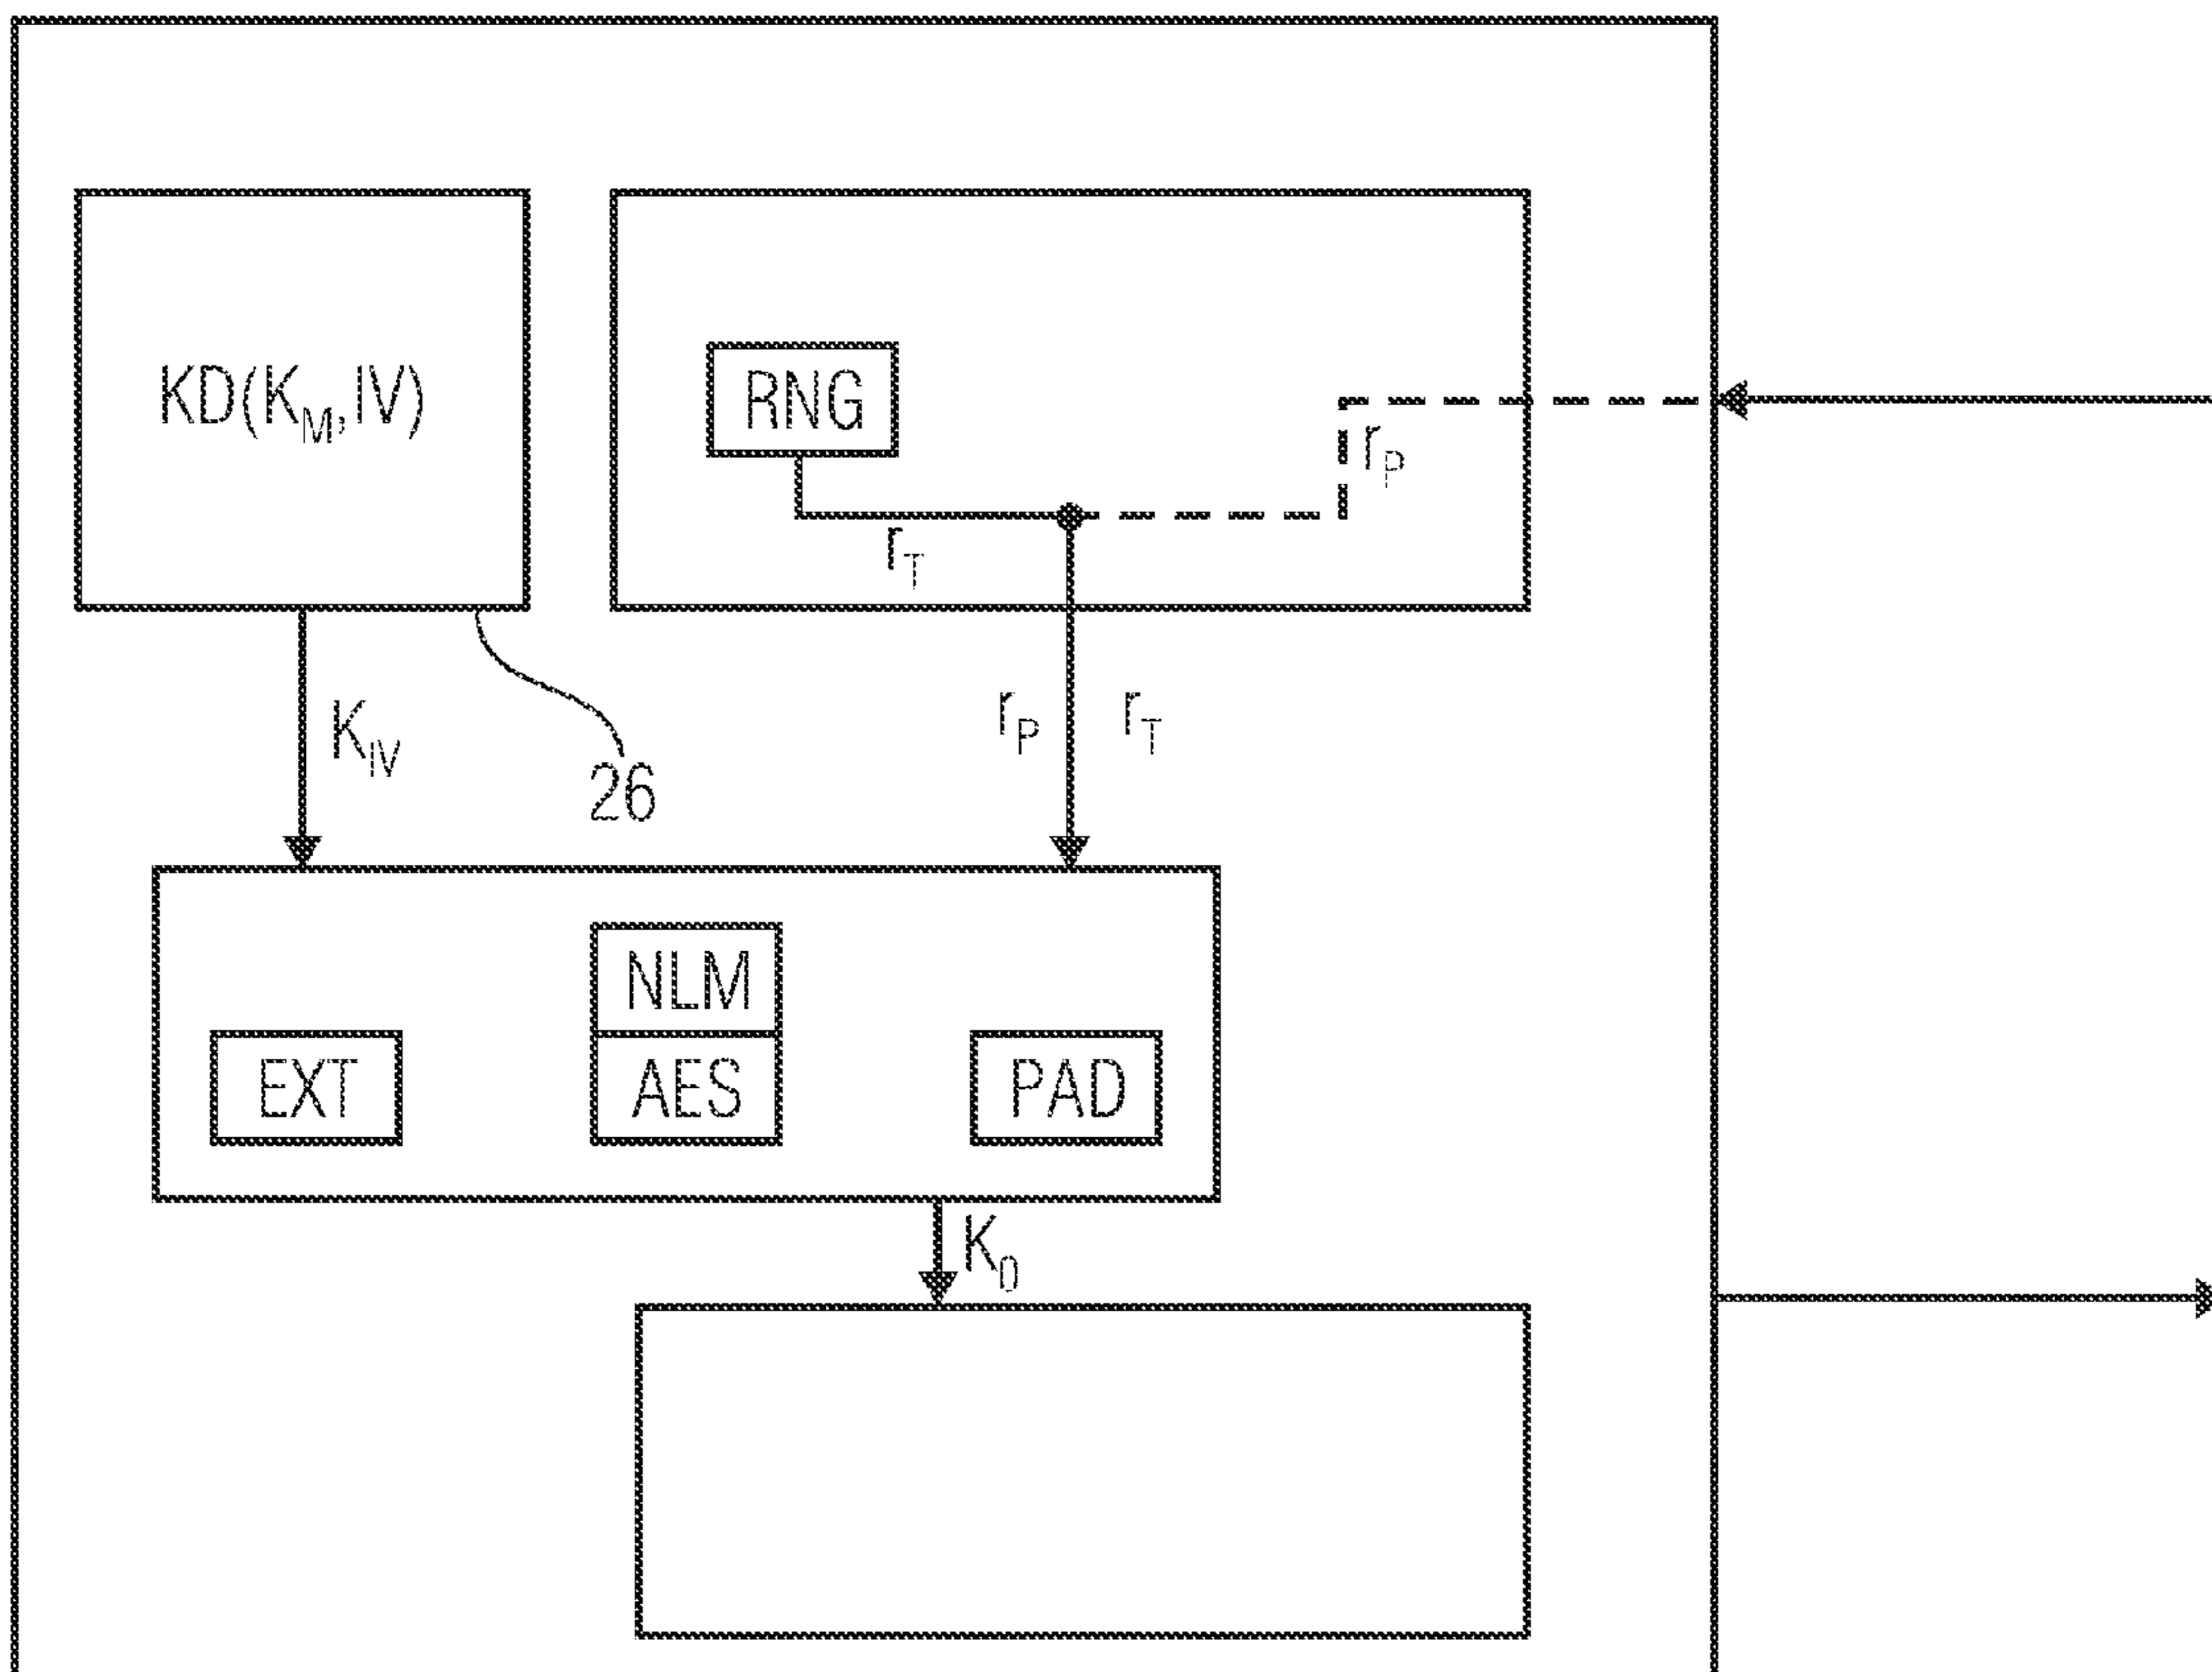 KD(K_M,IV)
RNG
r_P
r_T
K_IV
r_P r_T
26
NLM
EXT AES PAD
K_0